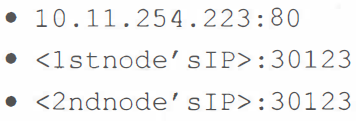 • 10.11.254.223:80
• <1stnode’sIP>:30123
• <2ndnode’sIP>:30123